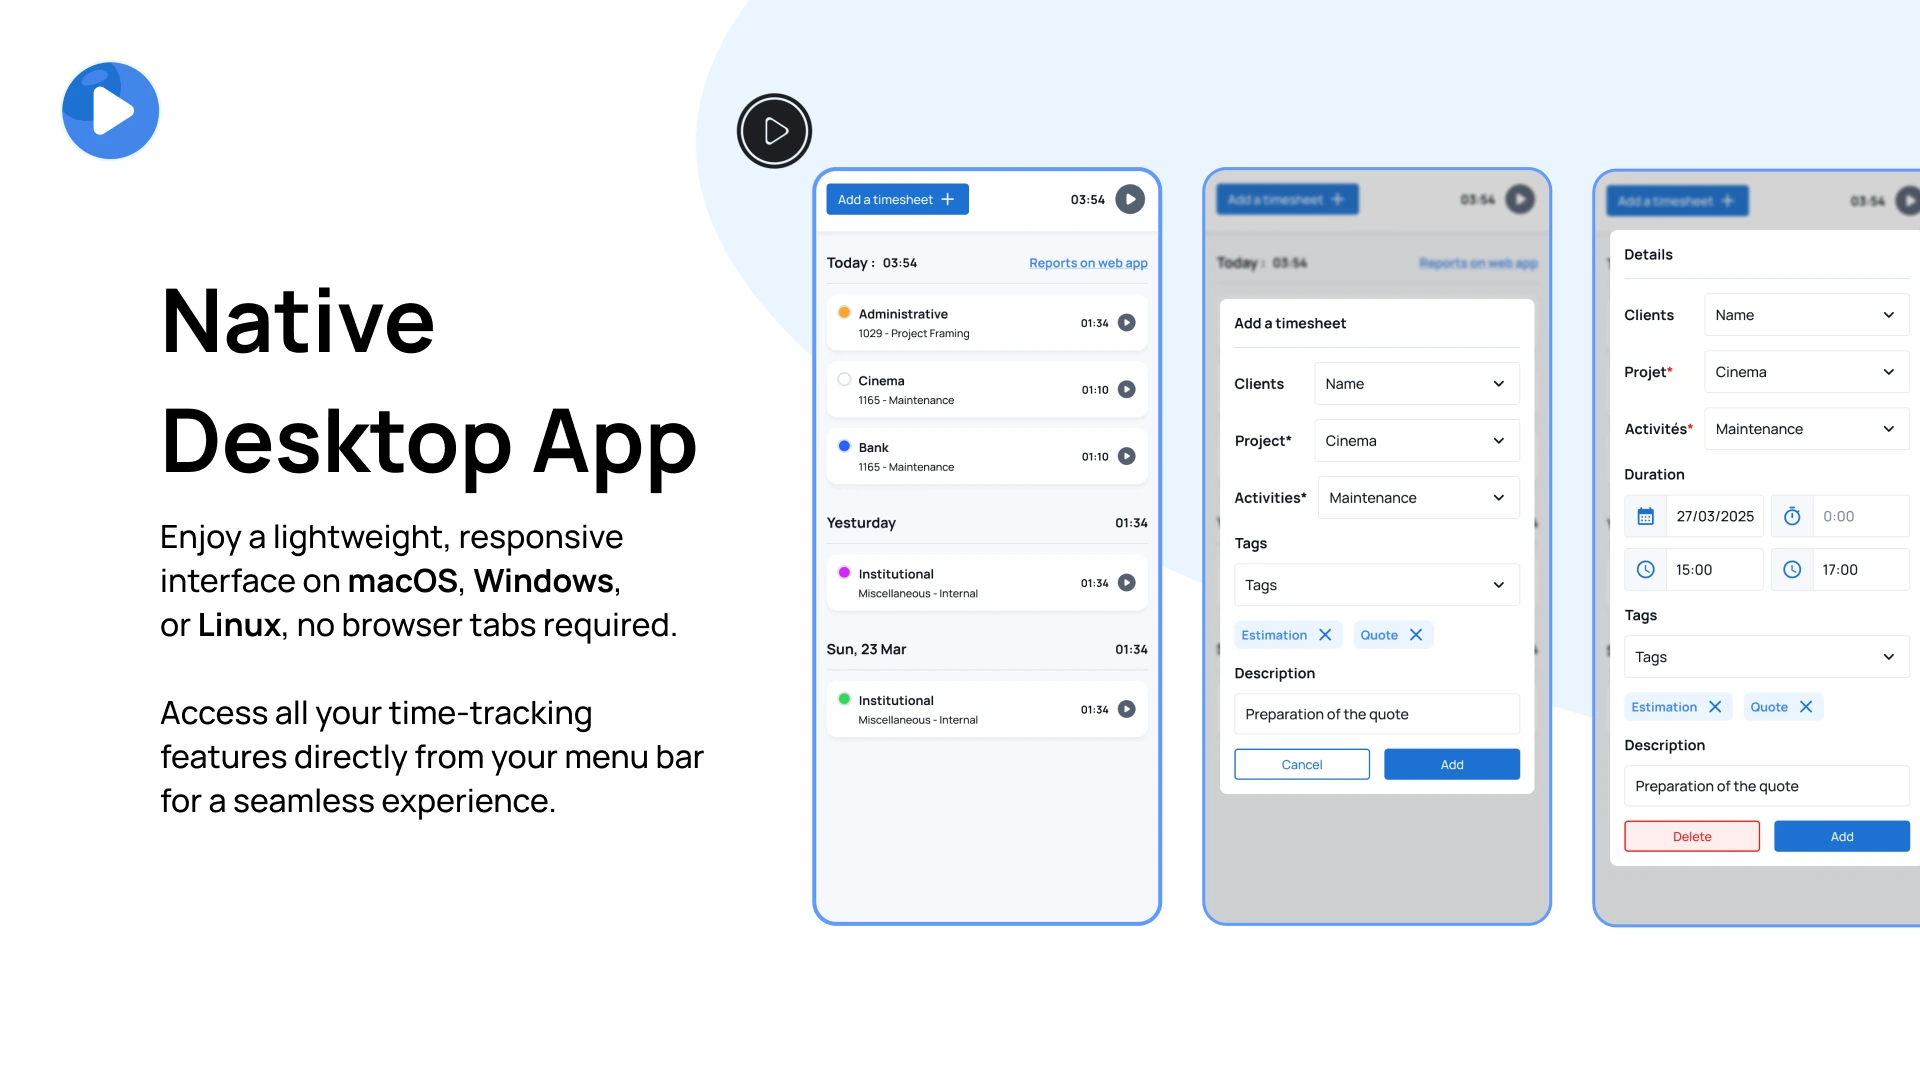 Native
Desktop App
Enjoy a lightweight, responsive
interface on macOS, Windows,
or Linux, no browser tabs required.
Access all your time-tracking
features directly from your menu bar
for a seamless experience.
Add a timesheet
03:54
Today : 03:54
Reports on web app
Administrative
1029 - Project Framing
01:34
Cinema
1165 - Maintenance
01:10
Bank
1165 - Maintenance
01:10
Yesturday
01:34
Institutional
Miscellaneous - Internal
01:34
Sun, 23 Mar
01:34
Institutional
Miscellaneous - Internal
01:34
Add a timesheet
03:54
Today : 03:54
Reports on web app
Add a timesheet
Clients
Name
Project*
Cinema
Activities*
Maintenance
Tags
Tags
Estimation
Quote
Description
Preparation of the quote
Cancel
Add
Add a timesheet
03:54
Details
Clients
Name
Projet*
Cinema
Activités*
Maintenance
Duration
27/03/2025
0:00
15:00
17:00
Tags
Tags
Estimation
Quote
Description
Preparation of the quote
Delete
Add